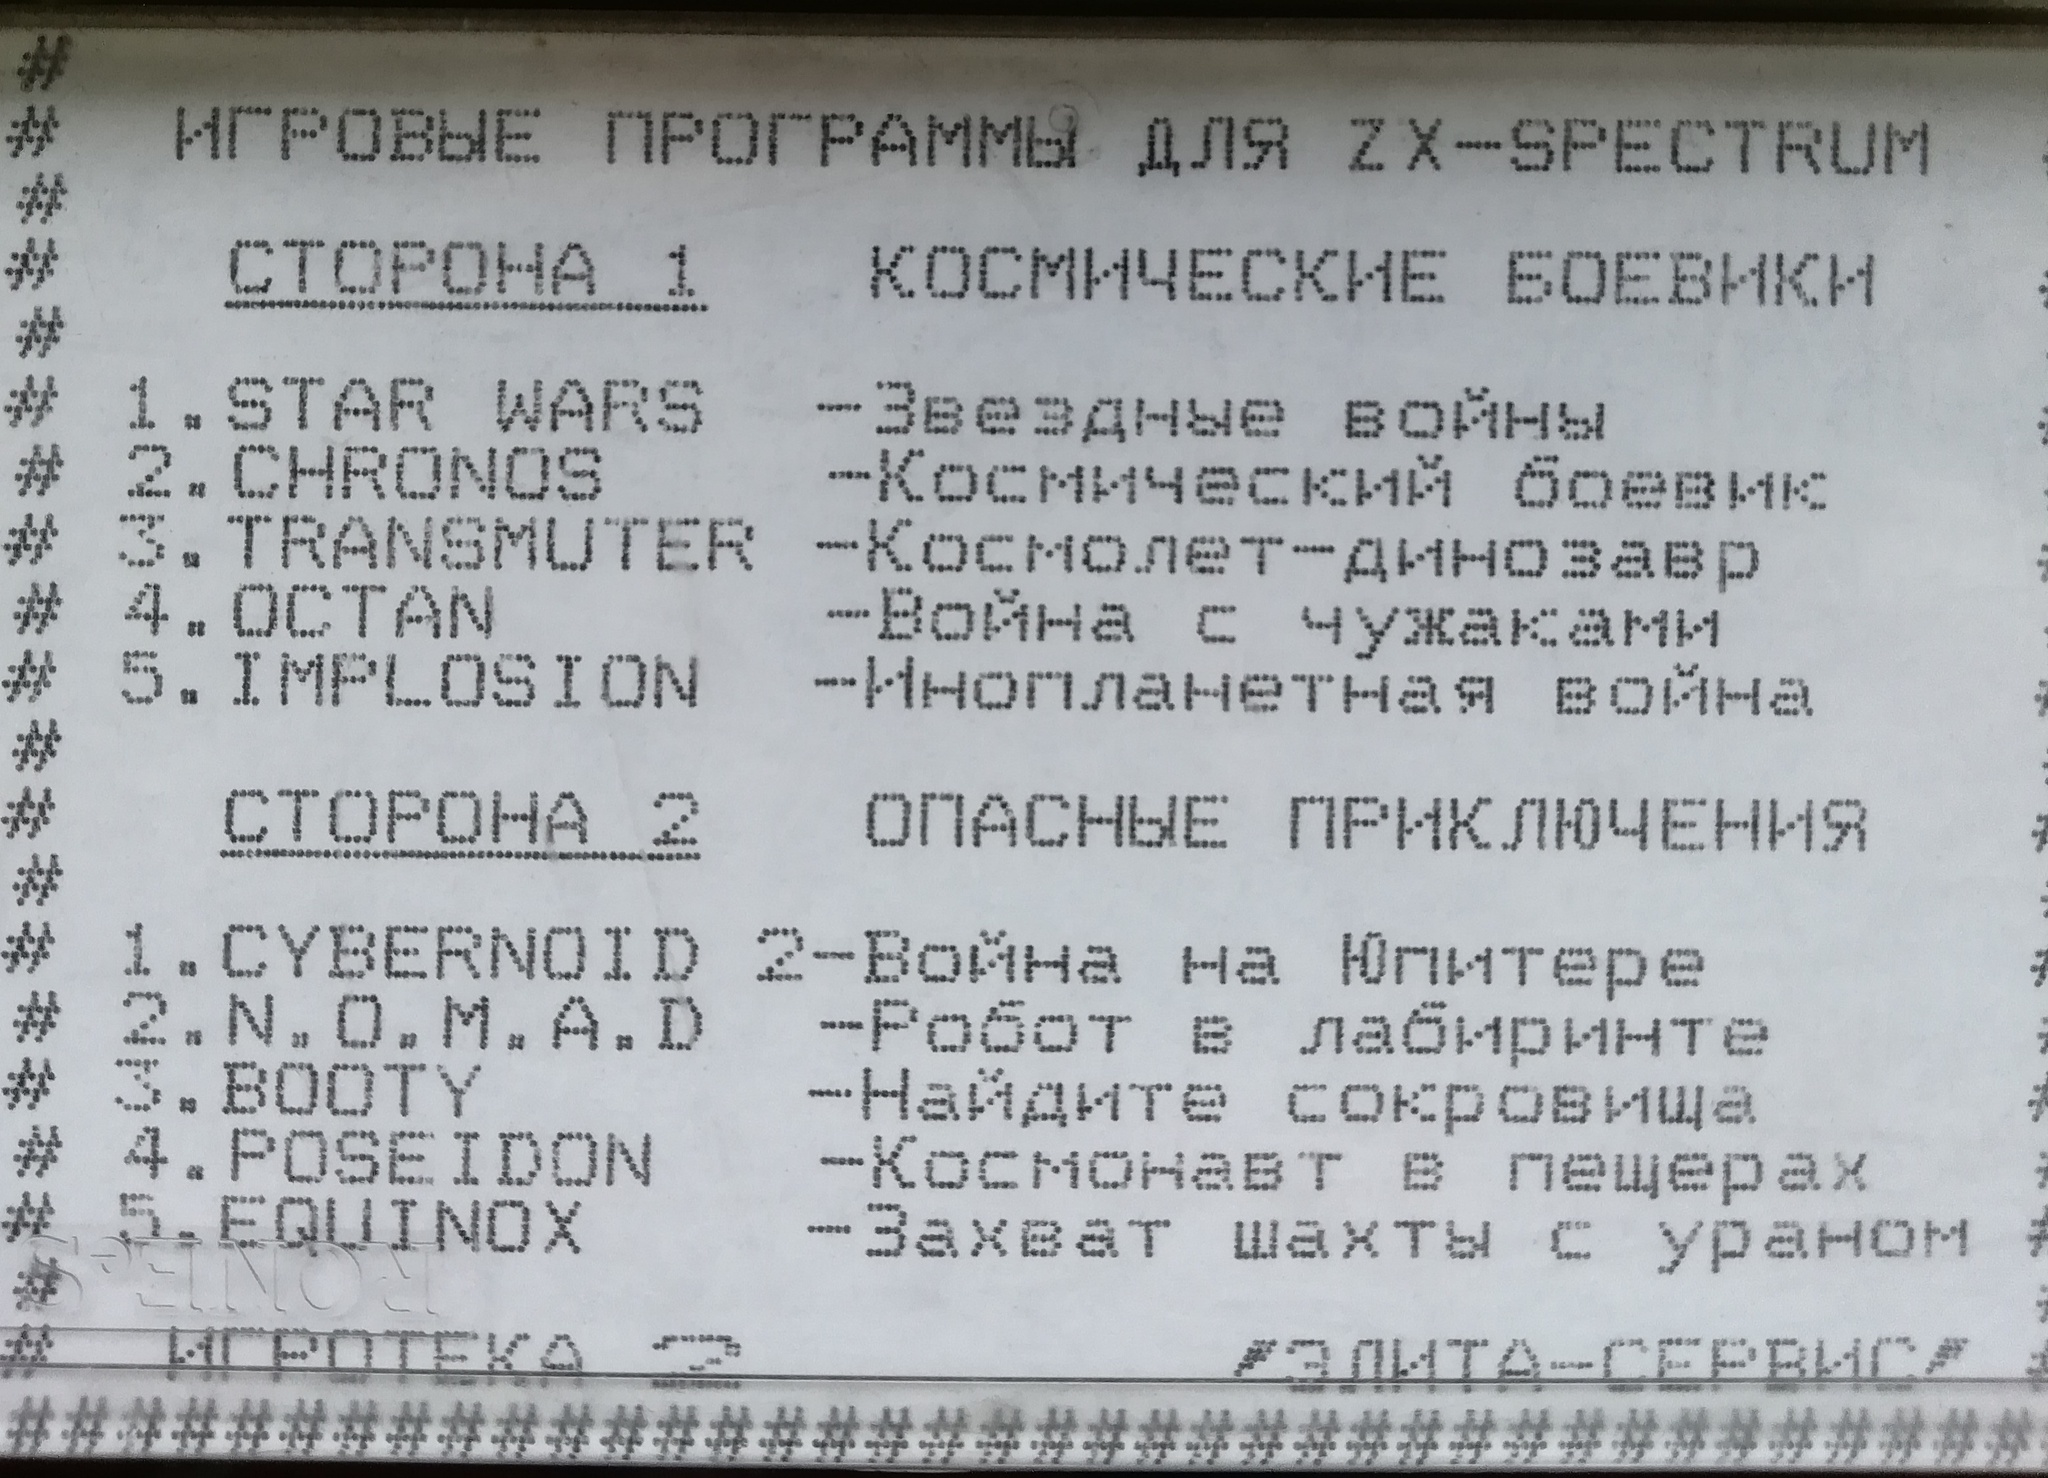 #
# ИГРОВЫЕ ПРОГРАММЫ ДЛЯ ZX-SPECTRUM
#
# СТОРОНА 1 КОСМИЧЕСКИЕ БОЕВИКИ
#
# 1.STAR WARS -Звездные войны
# 2.CHRONOS -Космический боевик
# 3.TRANSMUTER -Космолет-динозавр
# 4.OCTAN -Война с чужаками
# 5.IMPLOSION -Инопланетная война
#
# СТОРОНА 2 ОПАСНЫЕ ПРИКЛЮЧЕНИЯ
#
# 1.CYBERNOID 2-Война на Юпитере #
# 2.N.O.M.A.D -Робот в лабиринте #
# 3.BOOTY -Найдите сокровища #
# 4.POSEIDON -Космонавт в пещерах #
# 5.EQUINOX -Захват шахты с ураном #
#
# ИГРОТЕКА 2 /ЭЛИТА-СЕРВИС/ #
#######################################